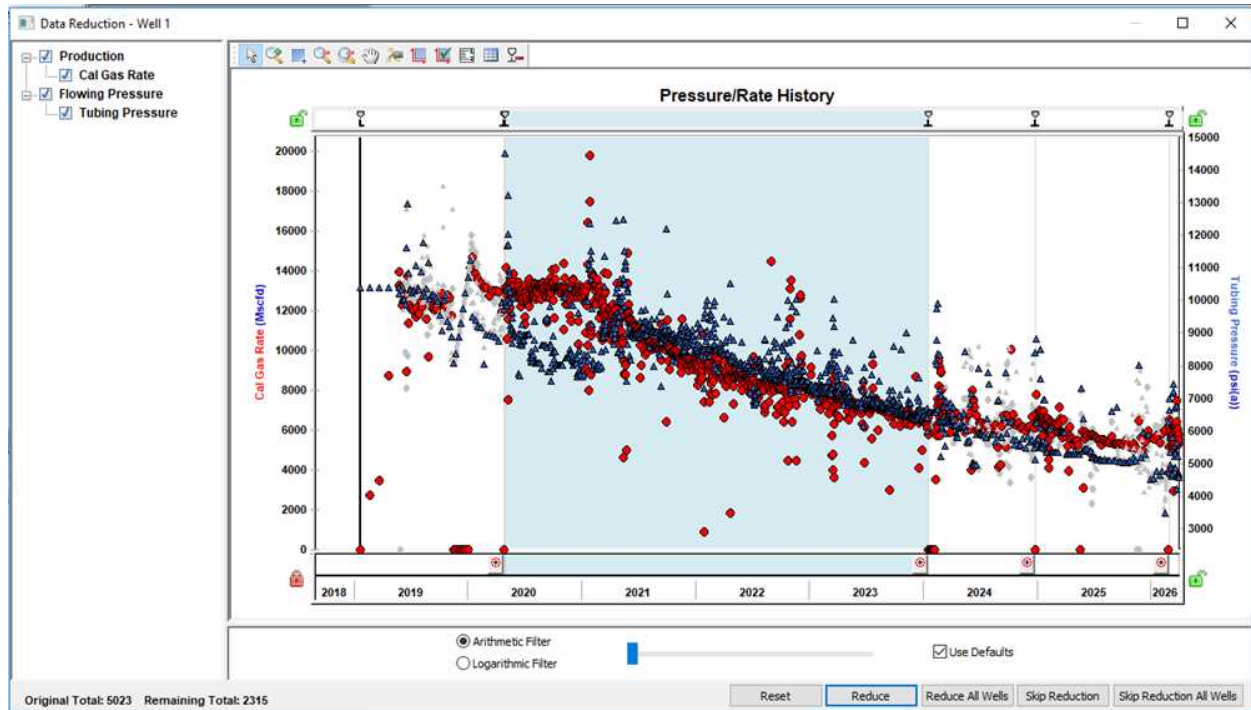 Data Reduction - Well 1
Production
Cal Gas Rate
Flowing Pressure
Tubing Pressure
Pressure/Rate History
20000
18000
16000
14000
12000
10000
8000
6000
4000
2000
0
Cal Gas Rate (Mscfd)
15000
14000
13000
12000
11000
10000
9000
8000
7000
6000
5000
4000
3000
Tubing Pressure (psi(a))
2018 2019 2020 2021 2022 2023 2024 2025 2026
Arithmetic Filter
Logarithmic Filter
Use Defaults
Original Total: 5023 Remaining Total: 2315
Reset Reduce Reduce All Wells Skip Reduction Skip Reduction All Wells